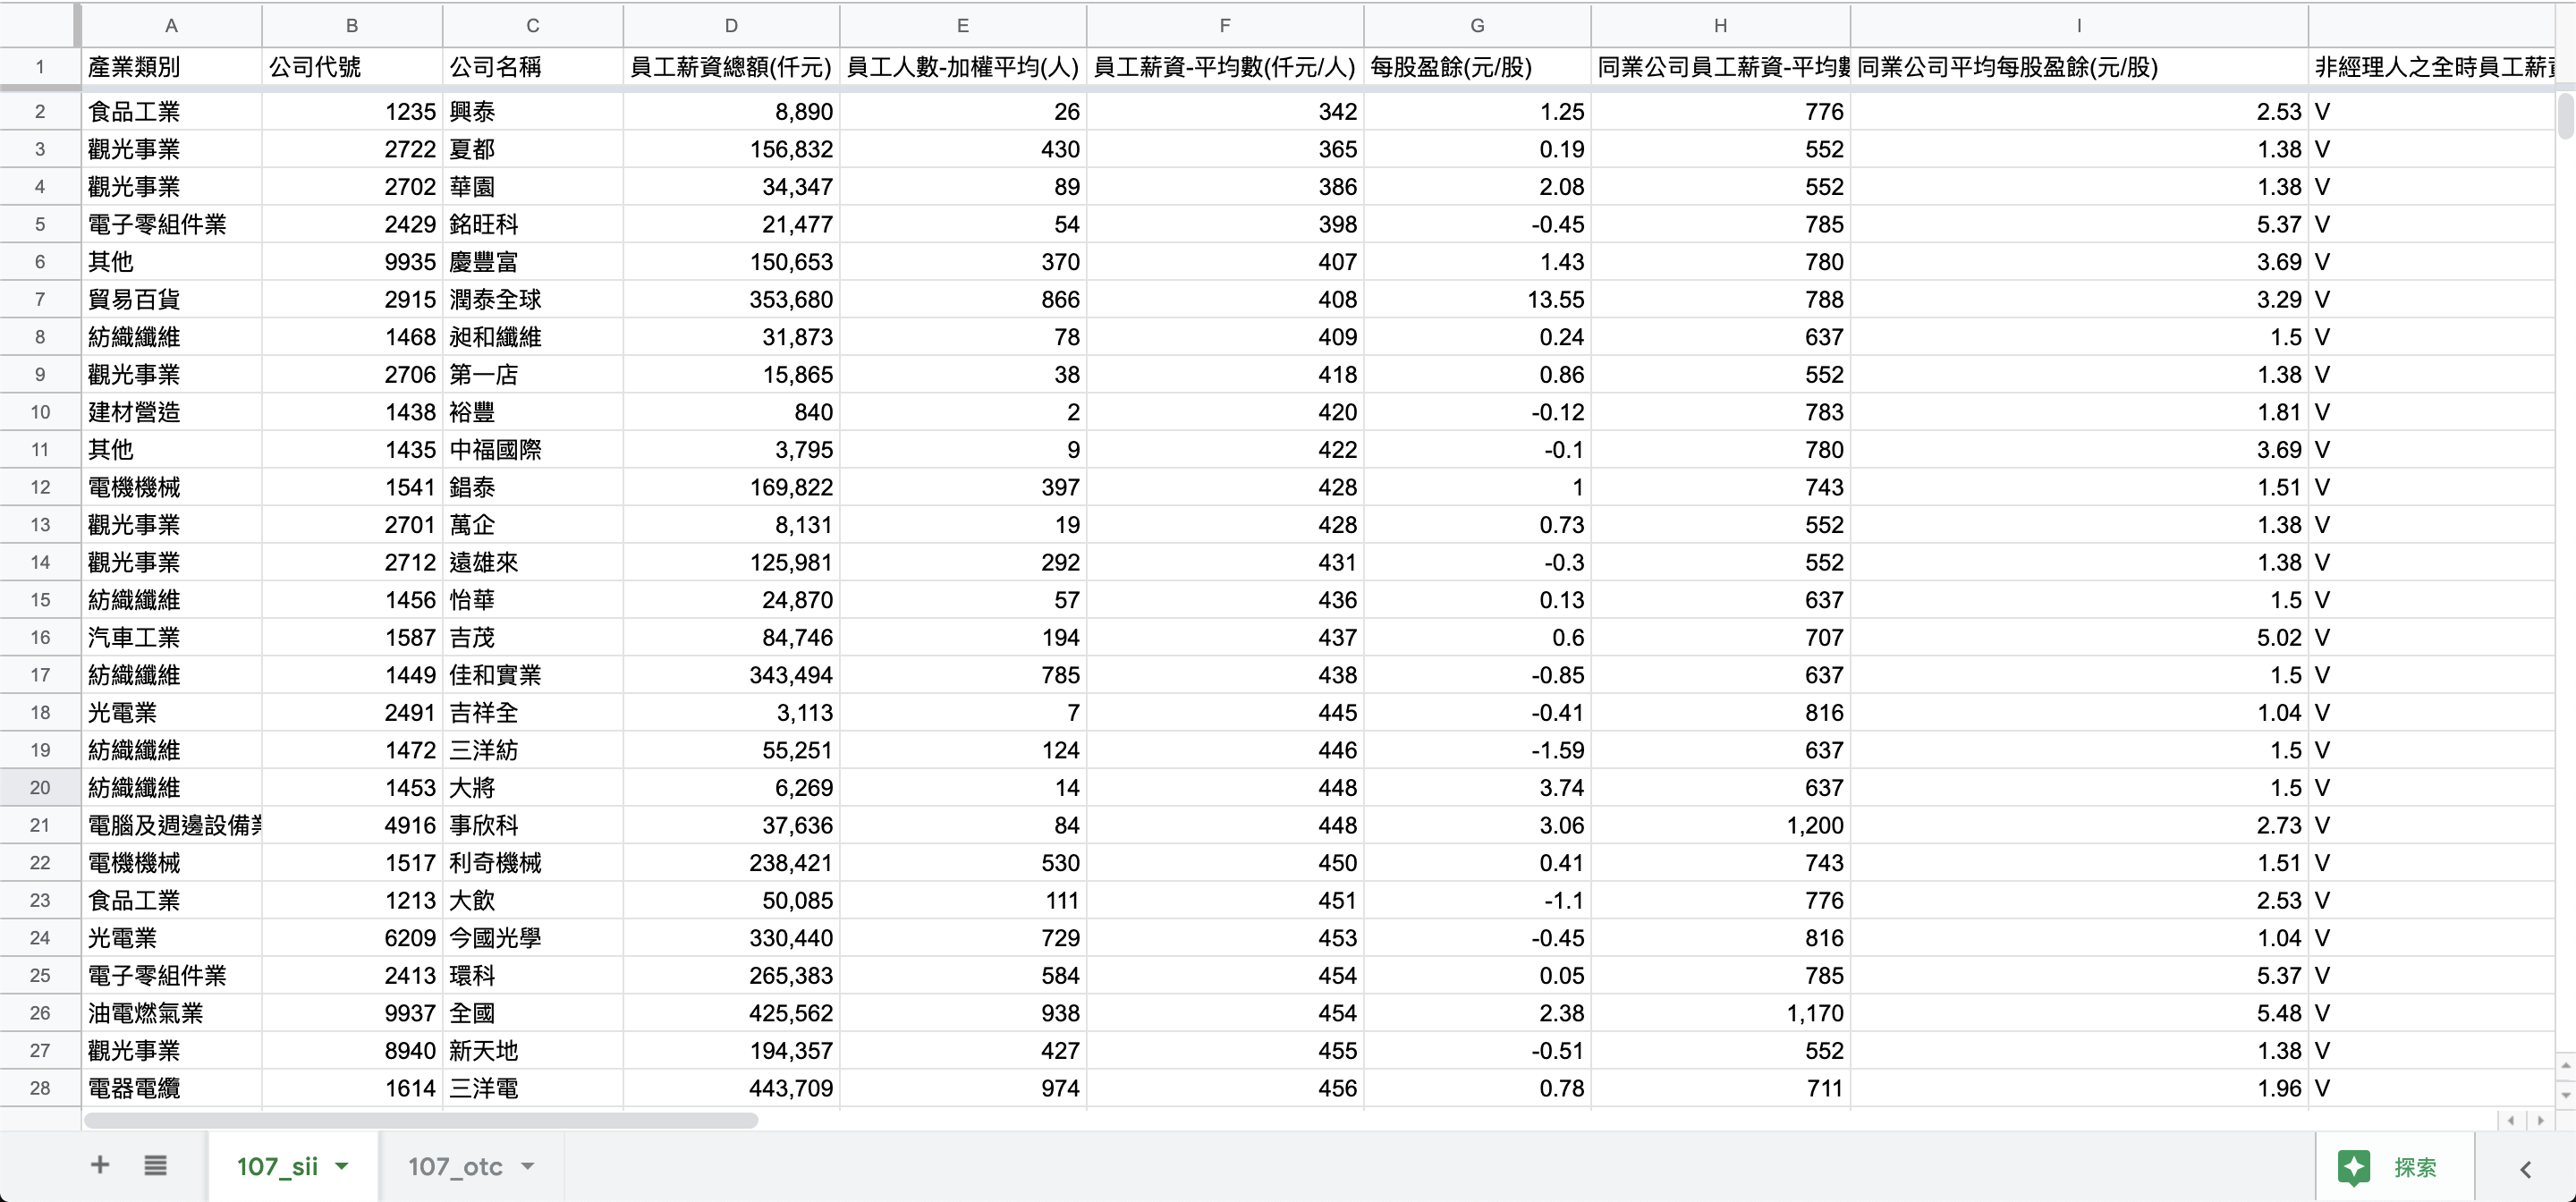 A B C D E F G H I
1 產業類別 公司代號 公司名稱 員工薪資總額(仟元) 員工人數-加權平均(人) 員工薪資-平均數(仟元/人) 每股盈餘(元/股) 同業公司員工薪資-平均數 同業公司平均每股盈餘(元/股) 非經理人之全時員工薪資
2 食品工業 1235 興泰 8,890 26 342 1.25 776 2.53 V
3 觀光事業 2722 夏都 156,832 430 365 0.19 552 1.38 V
4 觀光事業 2702 華園 34,347 89 386 2.08 552 1.38 V
5 電子零組件業 2429 銘旺科 21,477 54 398 -0.45 785 5.37 V
6 其他 9935 慶豐富 150,653 370 407 1.43 780 3.69 V
7 貿易百貨 2915 潤泰全球 353,680 866 408 13.55 788 3.29 V
8 紡織纖維 1468 昶和纖維 31,873 78 409 0.24 637 1.5 V
9 觀光事業 2706 第一店 15,865 38 418 0.86 552 1.38 V
10 建材營造 1438 裕豐 840 2 420 -0.12 783 1.81 V
11 其他 1435 中福國際 3,795 9 422 -0.1 780 3.69 V
12 電機機械 1541 錩泰 169,822 397 428 1 743 1.51 V
13 觀光事業 2701 萬企 8,131 19 428 0.73 552 1.38 V
14 觀光事業 2712 遠雄來 125,981 292 431 -0.3 552 1.38 V
15 紡織纖維 1456 怡華 24,870 57 436 0.13 637 1.5 V
16 汽車工業 1587 吉茂 84,746 194 437 0.6 707 5.02 V
17 紡織纖維 1449 佳和實業 343,494 785 438 -0.85 637 1.5 V
18 光電業 2491 吉祥全 3,113 7 445 -0.41 816 1.04 V
19 紡織纖維 1472 三洋紡 55,251 124 446 -1.59 637 1.5 V
20 紡織纖維 1453 大將 6,269 14 448 3.74 637 1.5 V
21 電腦及週邊設備業 4916 事欣科 37,636 84 448 3.06 1,200 2.73 V
22 電機機械 1517 利奇機械 238,421 530 450 0.41 743 1.51 V
23 食品工業 1213 大飲 50,085 111 451 -1.1 776 2.53 V
24 光電業 6209 今國光學 330,440 729 453 -0.45 816 1.04 V
25 電子零組件業 2413 環科 265,383 584 454 0.05 785 5.37 V
26 油電燃氣業 9937 全國 425,562 938 454 2.38 1,170 5.48 V
27 觀光事業 8940 新天地 194,357 427 455 -0.51 552 1.38 V
28 電器電纜 1614 三洋電 443,709 974 456 0.78 711 1.96 V
107_sii 107_otc 探索